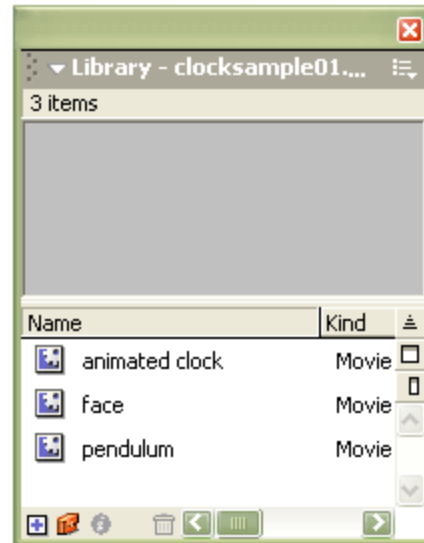 Library - clocksample01....
3 items
Name Kind
animated clock Movie
face Movie
pendulum Movie